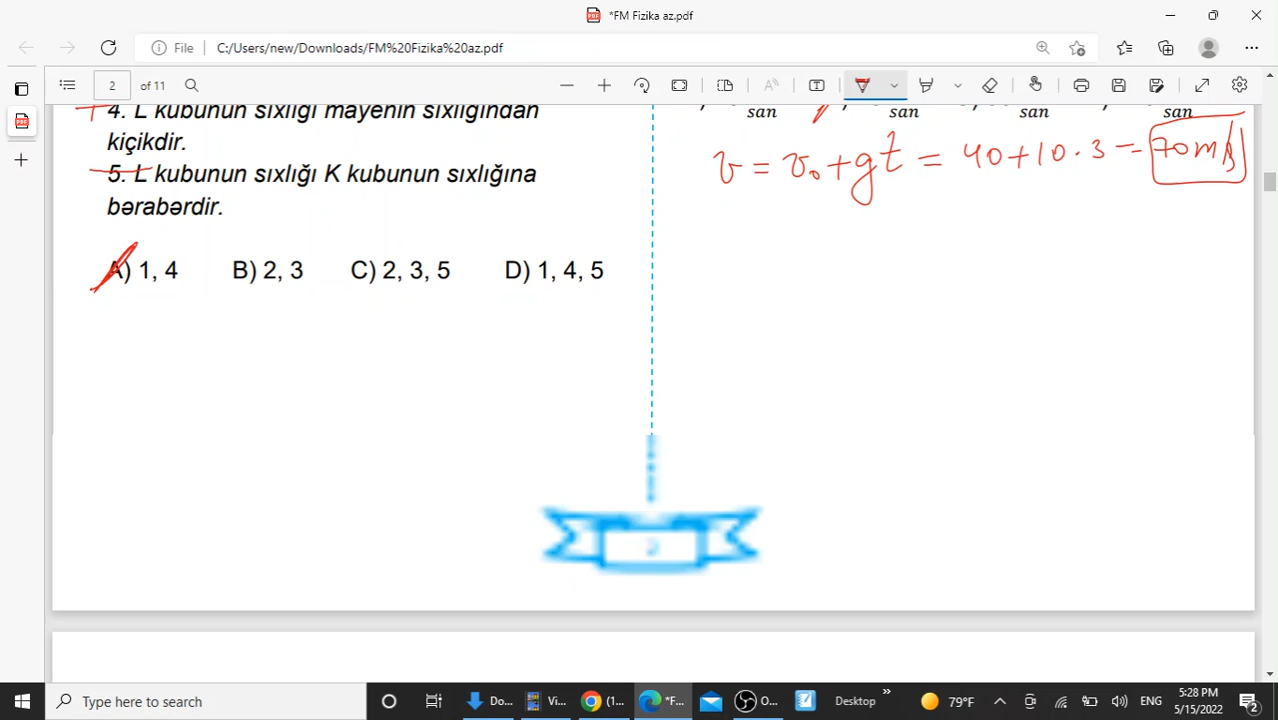 *FM Fizika az.pdf
File
C:/Users/new/Downloads/FM%20Fizika%20az.pdf
2 of 11
4. L kubunun sıxlığı mayenin sıxlığından
kiçikdir.
5. L kubunun sıxlığı K kubunun sıxlığına
bərabərdir.
A) 1, 4 B) 2, 3 C) 2, 3, 5 D) 1, 4, 5
san san san san
v = v₀ + gt = 40 + 10 · 3 = 70 m/s
2
Type here to search
Do...
Vi...
(1...
*F...
O...
Desktop
79°F
ENG
5:28 PM
5/15/2022
2